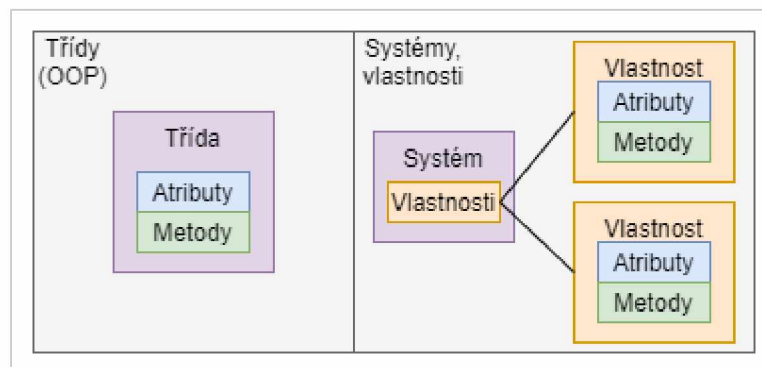 Třídy
(OOP)
Třída
Atributy
Metody
Systémy,
vlastnosti
Systém
Vlastnosti
Vlastnost
Atributy
Metody
Vlastnost
Atributy
Metody